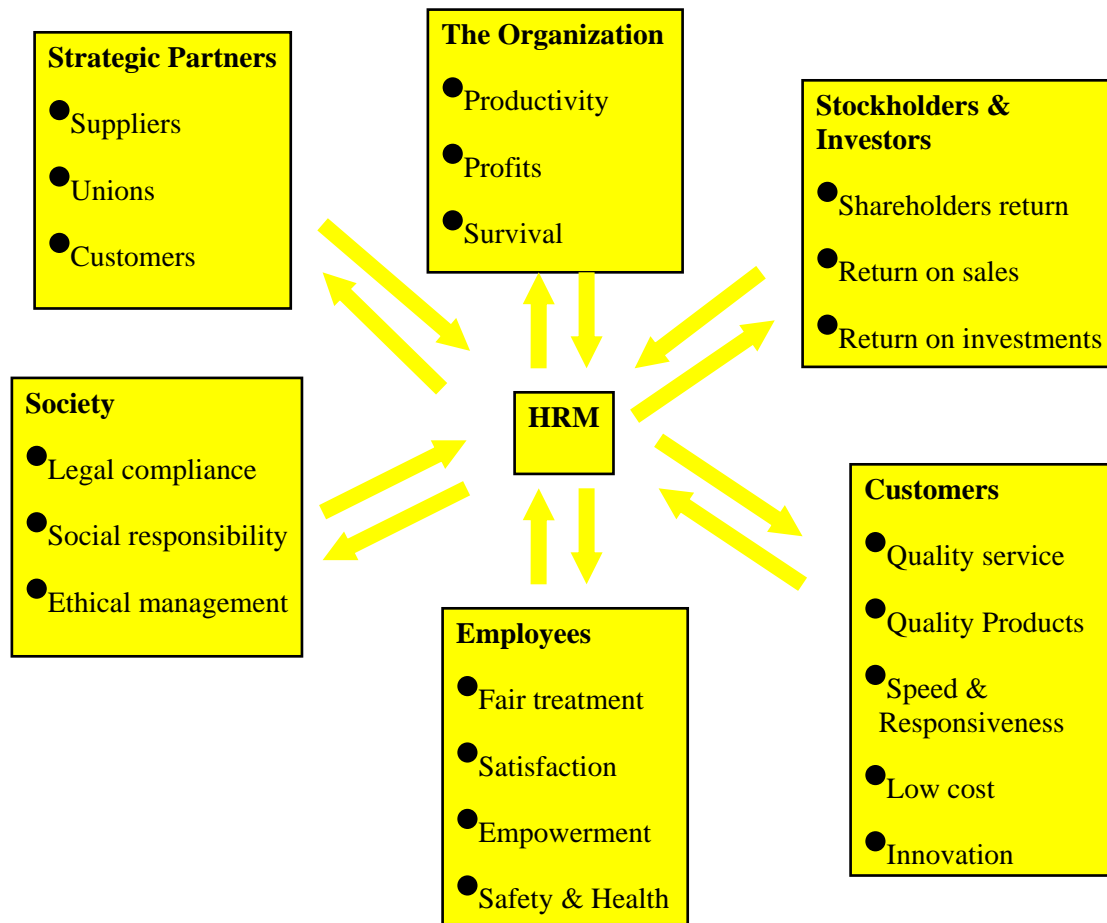 Strategic Partners
● Suppliers
● Unions
● Customers
The Organization
● Productivity
● Profits
● Survival
Stockholders &
Investors
● Shareholders return
● Return on sales
● Return on investments
Society
● Legal compliance
● Social responsibility
● Ethical management
HRM
Customers
● Quality service
● Quality Products
● Speed &
Responsiveness
● Low cost
● Innovation
Employees
● Fair treatment
● Satisfaction
● Empowerment
● Safety & Health